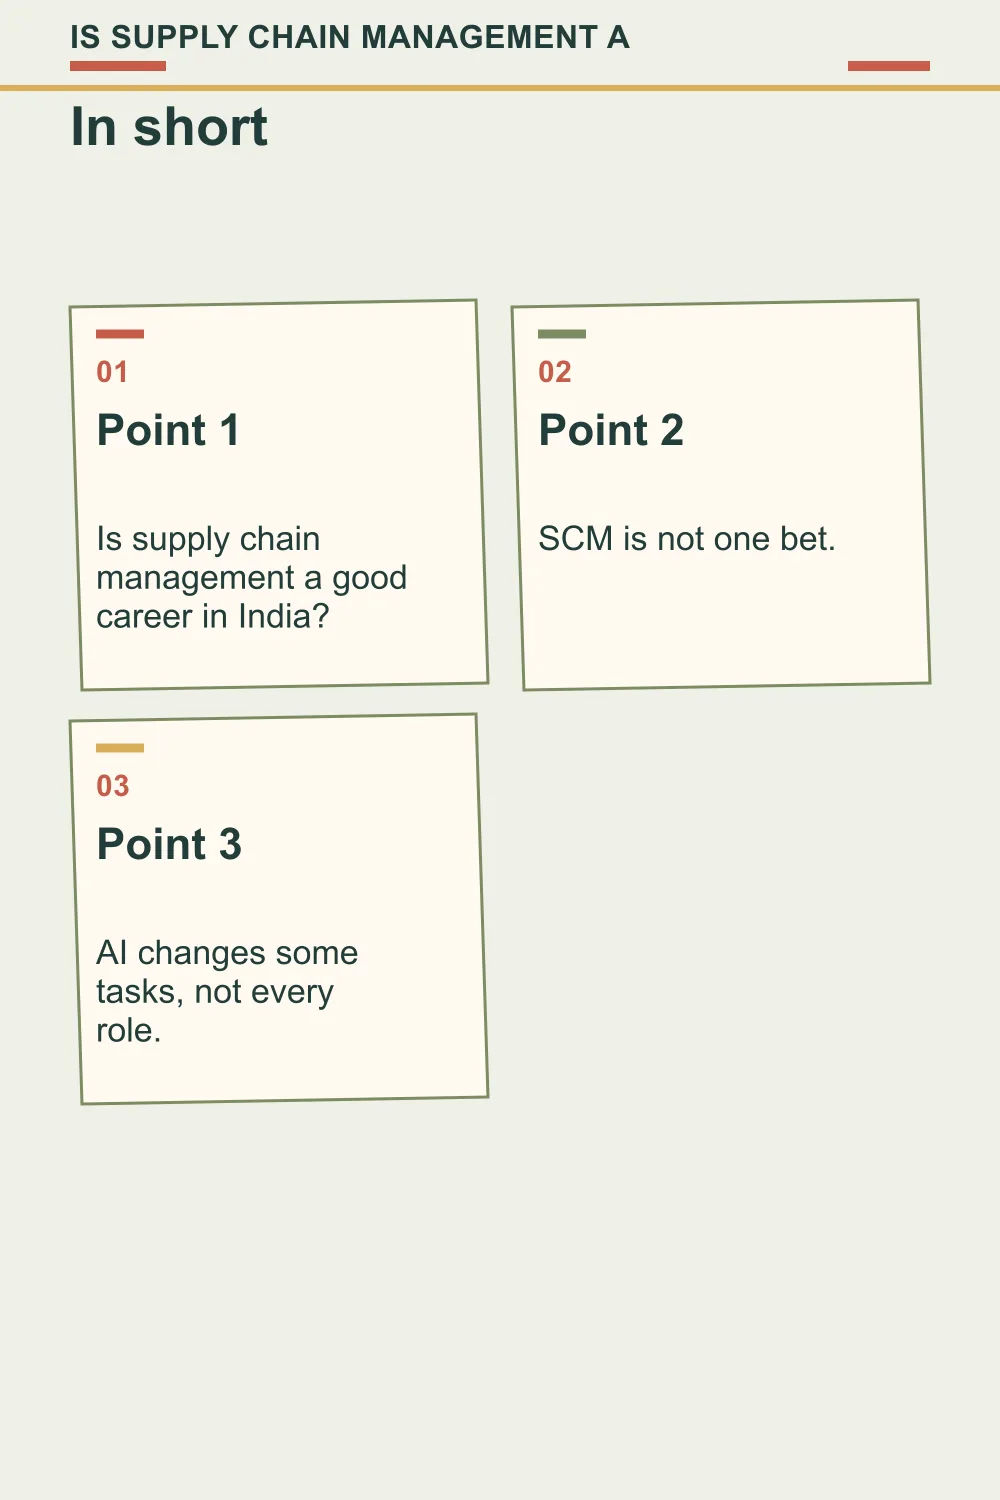 IS SUPPLY CHAIN MANAGEMENT A
In short
01
Point 1
Is supply chain
management a good
career in India?
02
Point 2
SCM is not one bet.
03
Point 3
AI changes some
tasks, not every
role.